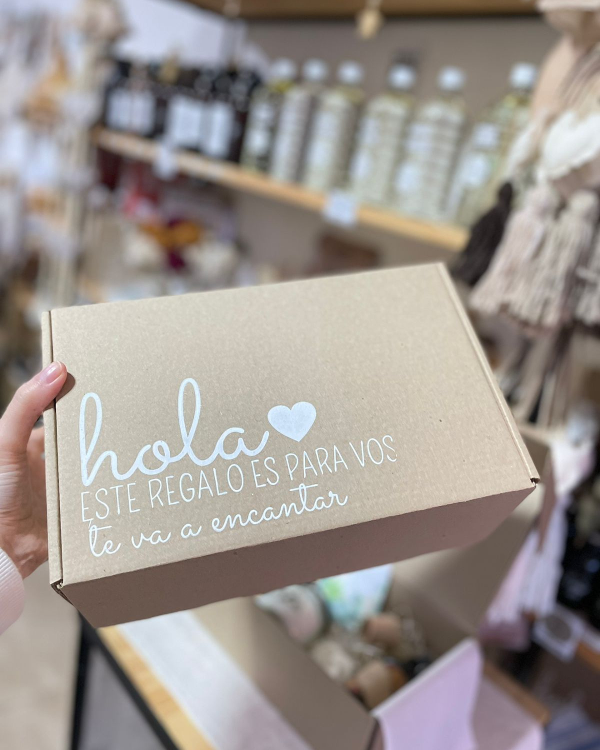 hola
ESTE REGALO ES PARA VOS
te va a encantar